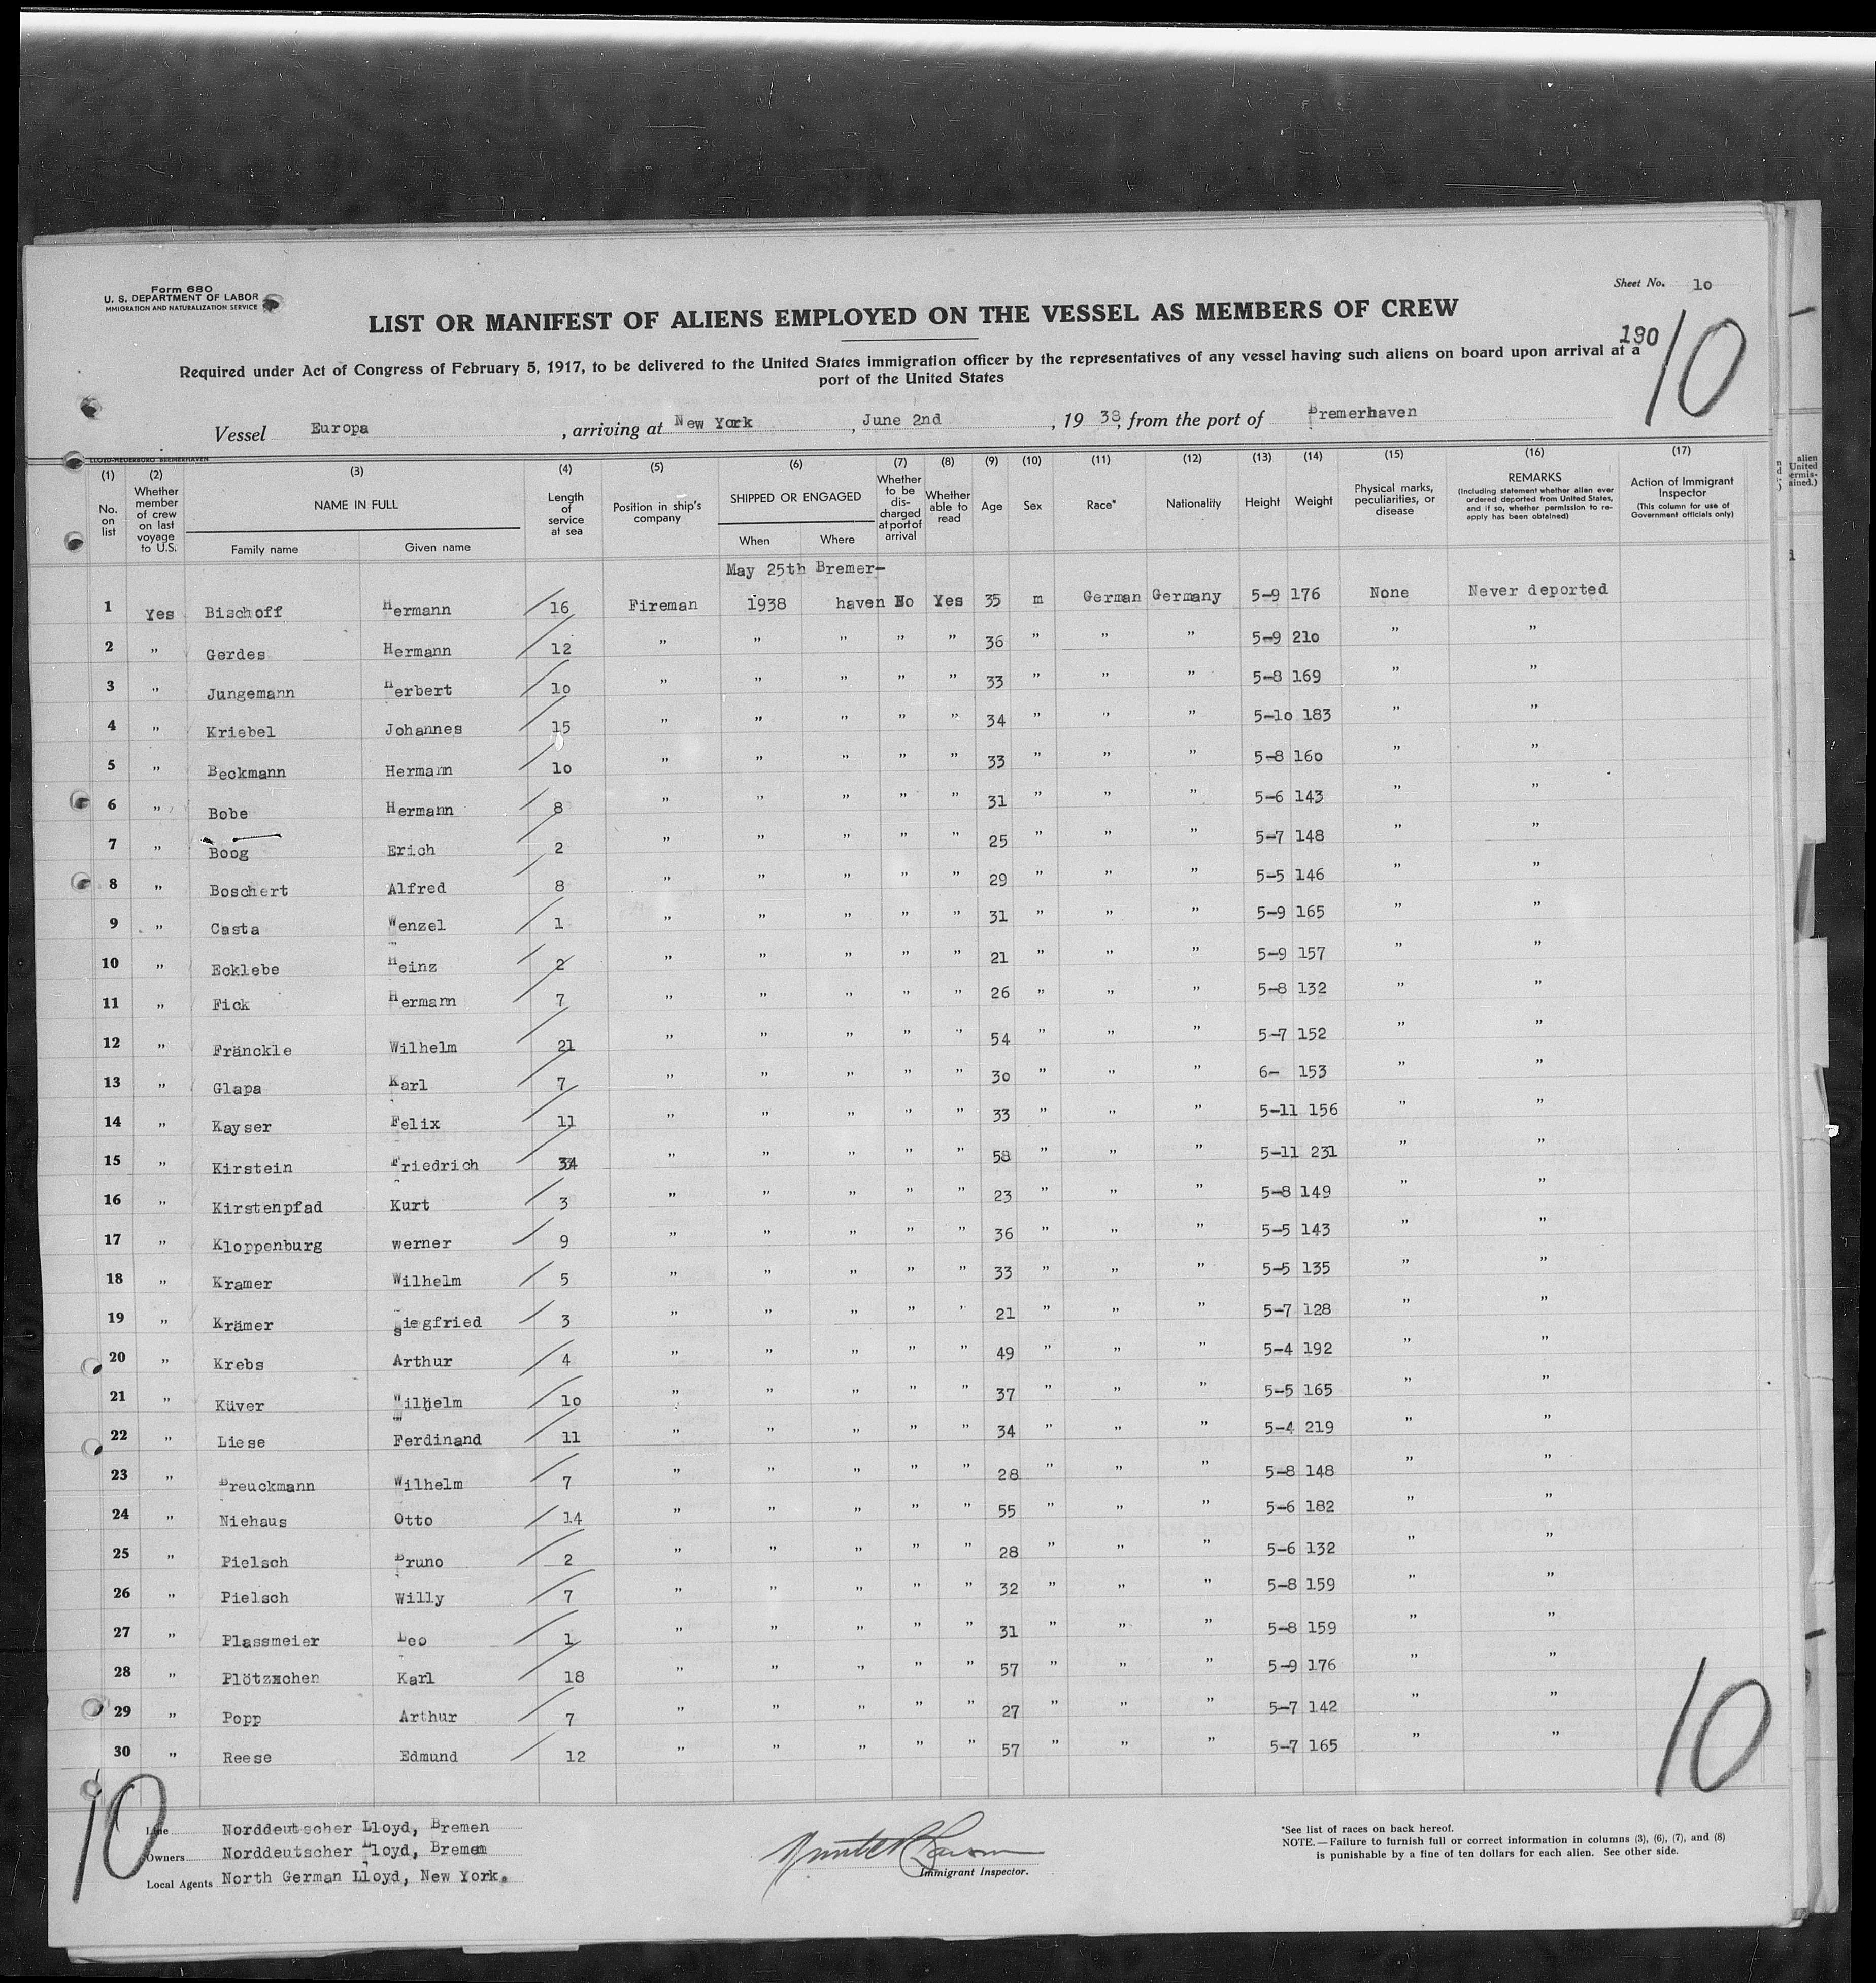 Form 680
U. S. DEPARTMENT OF LABOR
MMIGRATION AND NATURALIZATION SERVICE
Sheet No. 1o
LIST OR MANIFEST OF ALIENS EMPLOYED ON THE VESSEL AS MEMBERS OF CREW
190
10
Required under Act of Congress of February 5, 1917, to be delivered to the United States immigration officer by the representatives of any vessel having such aliens on board upon arrival at a
port of the United States
Vessel Europa , arriving at New York , June 2nd , 19 38, from the port of Bremerhaven
(1) (2) (3) (4) (5) (6) (7) (8) (9) (10) (11) (12) (13) (14) (15) (16) (17)
No. on list Whether member of crew on last voyage to U.S. NAME IN FULL Family name Given name Length of service at sea Position in ship's company SHIPPED OR ENGAGED When Where Whether to be discharged at port of arrival Whether able to read Age Sex Race* Nationality Height Weight Physical marks, peculiarities, or disease REMARKS (Including statement whether alien ever ordered deported from United States, and if so, whether permission to re-apply has been obtained) Action of Immigrant Inspector (This column for use of Government officials only)
May 25th Bremer-
1 Yes Bischoff Hermann 16 Fireman 1938 haven No Yes 35 m German Germany 5-9 176 None Never deported
2 " Gerdes Hermann 12 " " " " " 36 " " " 5-9 21o " "
3 " Jungemann Herbert 1o " " " " " 33 " " " 5-8 169 " "
4 " Kriebel Johannes 15 " " " " " 34 " " " 5-1o 183 " "
5 " Beckmann Hermann 1o " " " " " 33 " " " 5-8 16o " "
6 " Bobe Hermann 8 " " " " " 31 " " " 5-6 143 " "
7 " Boog Erich 2 " " " " " 25 " " " 5-7 148 " "
8 " Boschert Alfred 8 " " " " " 29 " " " 5-5 146 " "
9 " Casta Wenzel 1 " " " " " 31 " " " 5-9 165 " "
10 " Ecklebe Heinz 2 " " " " " 21 " " " 5-9 157 " "
11 " Fick Hermann 7 " " " " " 26 " " " 5-8 132 " "
12 " Fränckle Wilhelm 21 " " " " " 54 " " " 5-7 152 " "
13 " Glapa Karl 7 " " " " " 3o " " " 6- 153 " "
14 " Kayser Felix 11 " " " " " 33 " " " 5-11 156 " "
15 " Kirstein Friedrich 34 " " " " " 58 " " " 5-11 231 " "
16 " Kirstenpfad Kurt 3 " " " " " 23 " " " 5-8 149 " "
17 " Kloppenburg werner 9 " " " " " 36 " " " 5-5 143 " "
18 " Kramer Wilhelm 5 " " " " " 33 " " " 5-5 135 " "
19 " Krämer siegfried 3 " " " " " 21 " " " 5-7 128 " "
20 " Krebs Arthur 4 " " " " " 49 " " " 5-4 192 " "
21 " Küver Wilhelm 1o " " " " " 37 " " " 5-5 165 " "
22 " Liese Ferdinand 11 " " " " " 34 " " " 5-4 219 " "
23 " Breuckmann Wilhelm 7 " " " " " 28 " " " 5-8 148 " "
24 " Niehaus Otto 14 " " " " " 55 " " " 5-6 182 " "
25 " Pielsch Bruno 2 " " " " " 28 " " " 5-6 132 " "
26 " Pielsch Willy 7 " " " " " 32 " " " 5-8 159 " "
27 " Plassmeier Leo 1 " " " " " 31 " " " 5-8 159 " "
28 " Plötzxchen Karl 18 " " " " " 57 " " " 5-9 176 " "
29 " Popp Arthur 7 " " " " " 27 " " " 5-7 142 " "
30 " Reese Edmund 12 " " " " " 57 " " " 5-7 165 " "
10
10
Line Norddeutscher Lloyd, Bremen
Owners Norddeutscher Lloyd, Bremen
Local Agents North German Lloyd, New York.
Immigrant Inspector.
*See list of races on back hereof.
NOTE.—Failure to furnish full or correct information in columns (3), (6), (7), and (8)
is punishable by a fine of ten dollars for each alien. See other side.